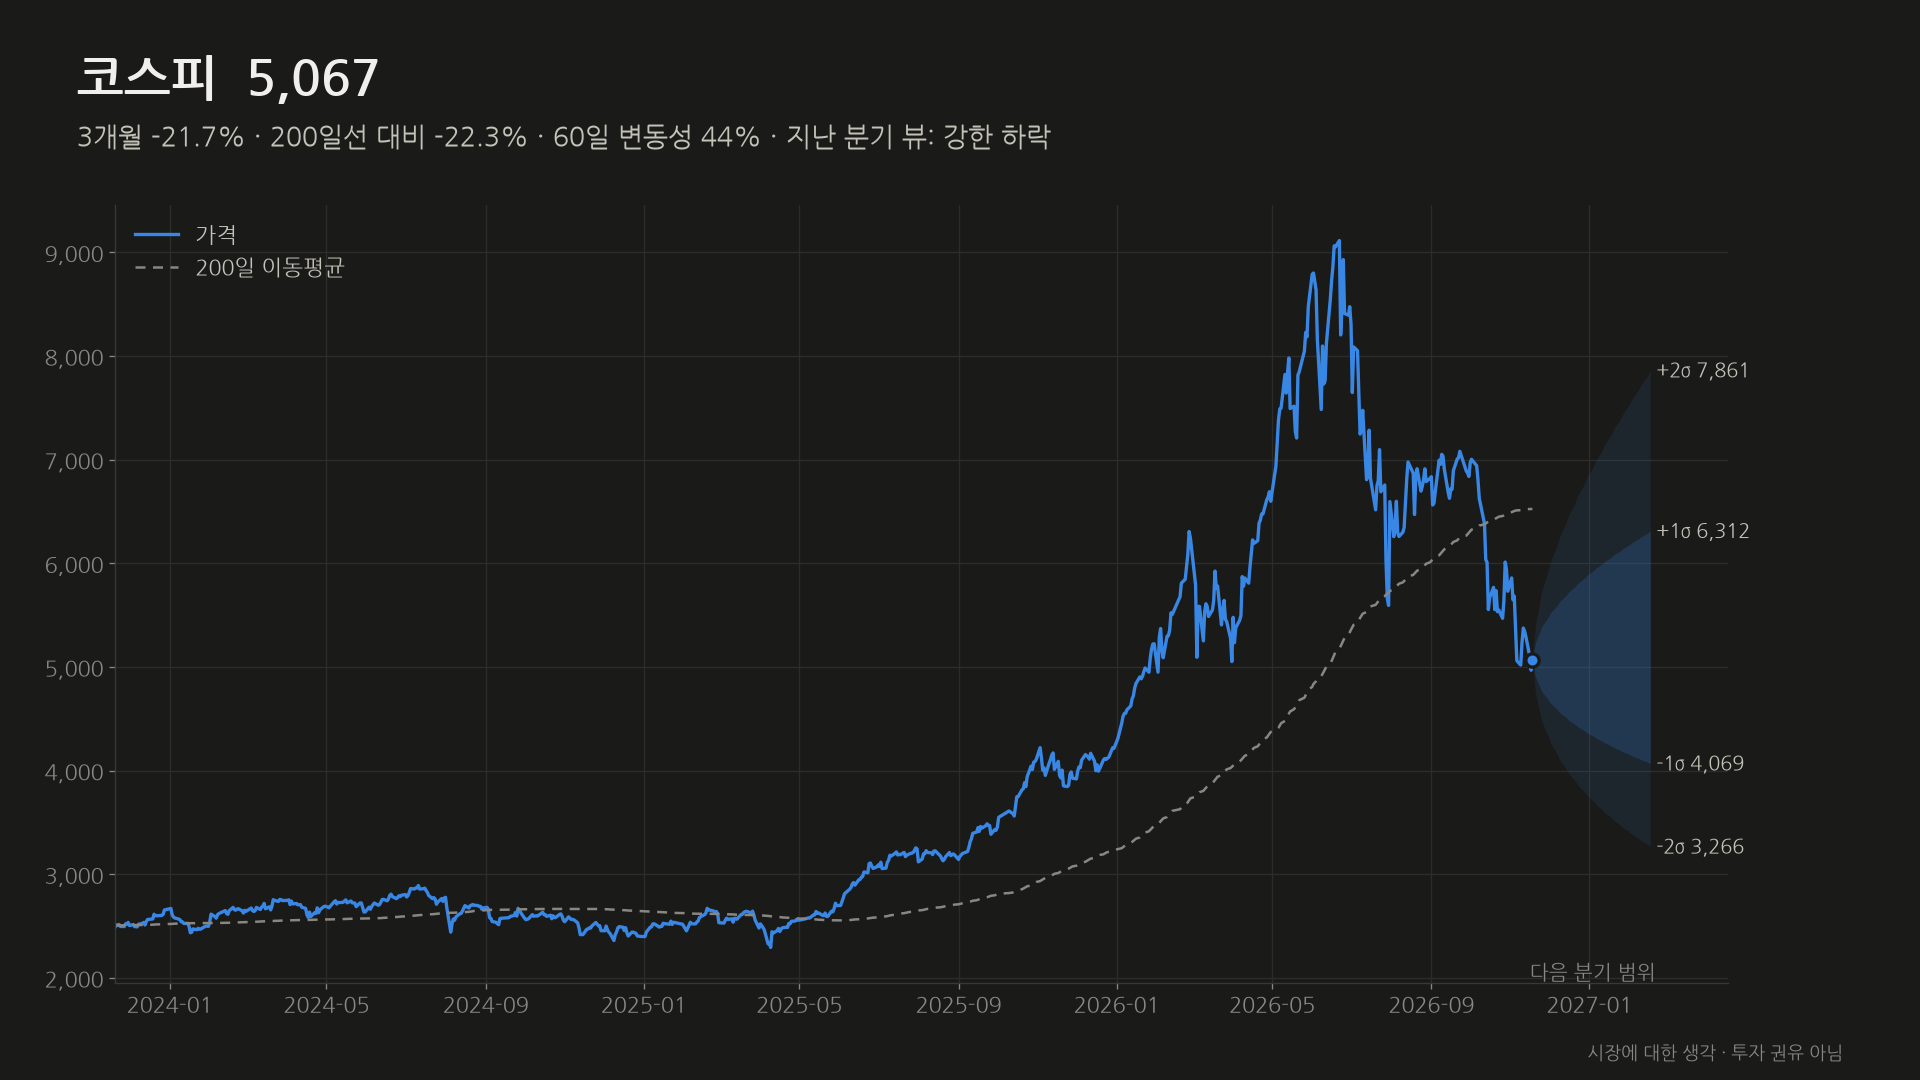 코스피 5,067
3개월 -21.7% · 200일선 대비 -22.3% · 60일 변동성 44% · 지난 분기 뷰: 강한 하락
가격
200일 이동평균
9,000
8,000
7,000
6,000
5,000
4,000
3,000
2,000
+2σ 7,861
+1σ 6,312
-1σ 4,069
-2σ 3,266
다음 분기 범위
2024-01 2024-05 2024-09 2025-01 2025-05 2025-09 2026-01 2026-05 2026-09 2027-01
시장에 대한 생각 · 투자 권유 아님